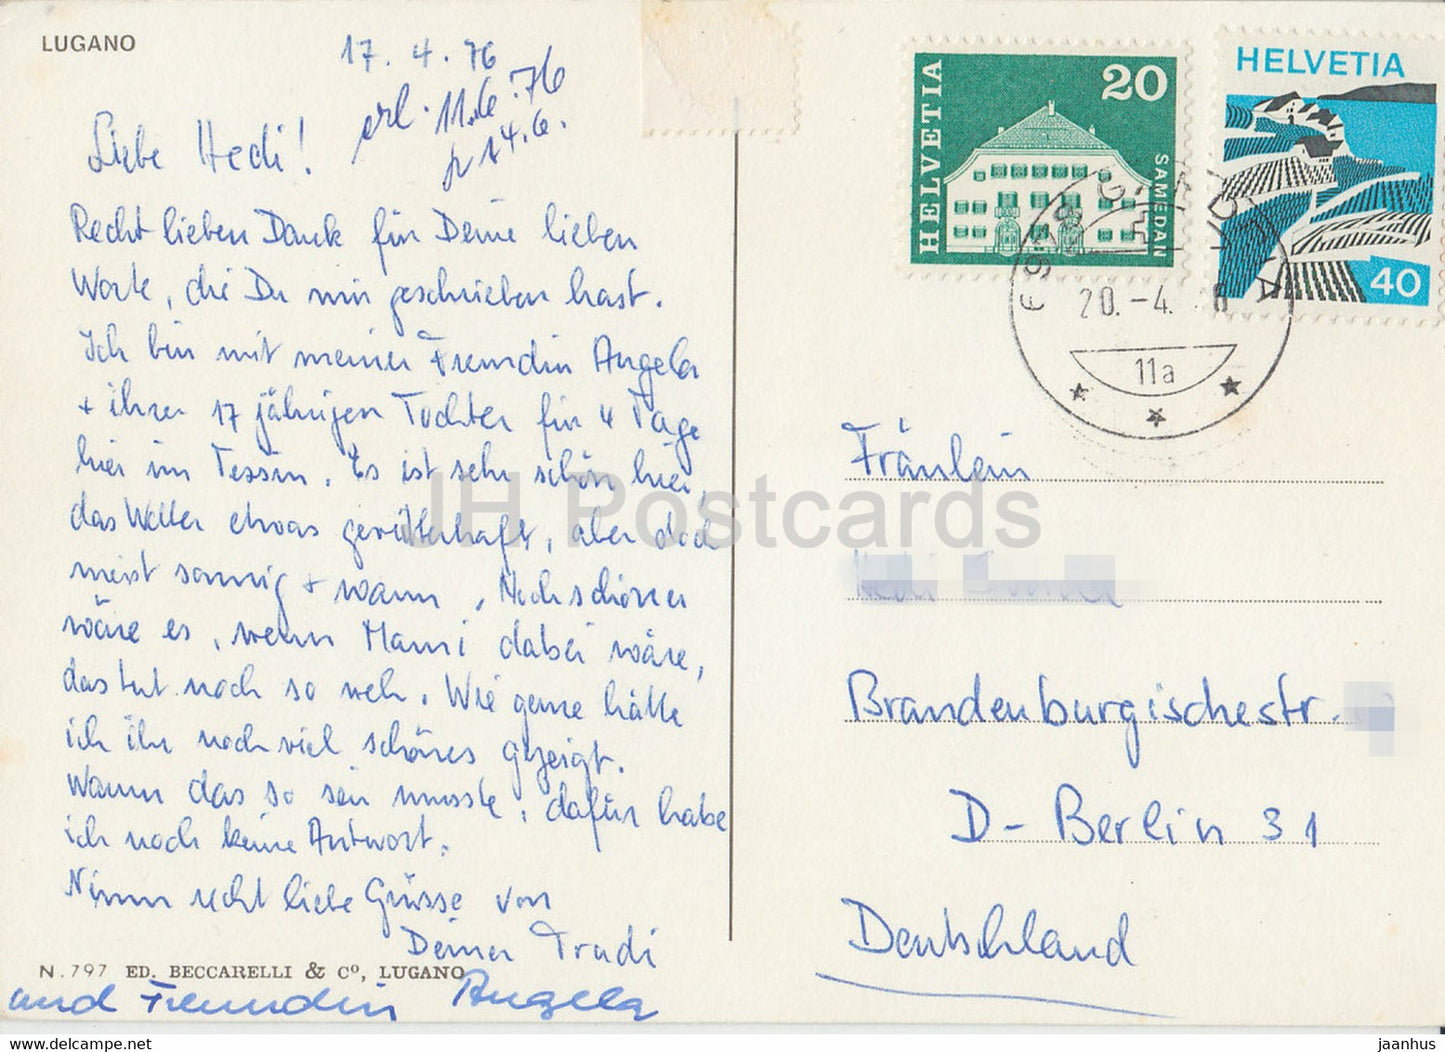 LUGANO
17. 4. 76
erl. 11.6.76
p 14.6.
Liebe Hedi!
Recht lieben Dank für Deine lieben
Worte, die Du mir geschrieben hast.
Ich bin mit meiner Freundin Angela
+ ihrer 17 jährigen Tochter für 4 Tage
hier im Tessin. Es ist sehr schön hier,
das Wetter etwas gewitterhaft, aber doch
meist sonnig + warm. Noch schöner
wäre es, wenn Mami dabei wäre,
das tut noch so weh. Wie gerne hätte
ich ihr noch viel schönes gezeigt.
Warum das so sein musste, dafür habe
ich noch keine Antwort.
Nimm recht liebe Grüsse von
Deiner Trudi
und Freundin Angela
N. 797 ED. BECCARELLI & Cº, LUGANO
HELVETIA
20
SAMEDAN
HELVETIA
40
20.-4.
11a
Fräulein
Brandenburgischestr.
D- Berlin 31
Deutschland
JH Postcards
www.delcampe.net
jaanhus